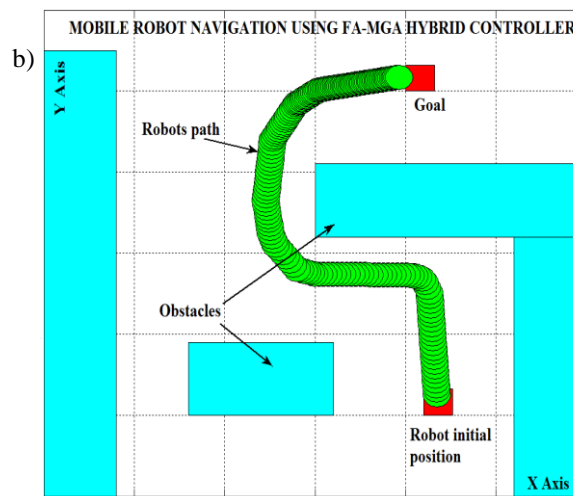 MOBILE ROBOT NAVIGATION USING FA-MGA HYBRID CONTROLLER
b)
Y Axis
Goal
Robots path
Obstacles
Robot initial
position
X Axis